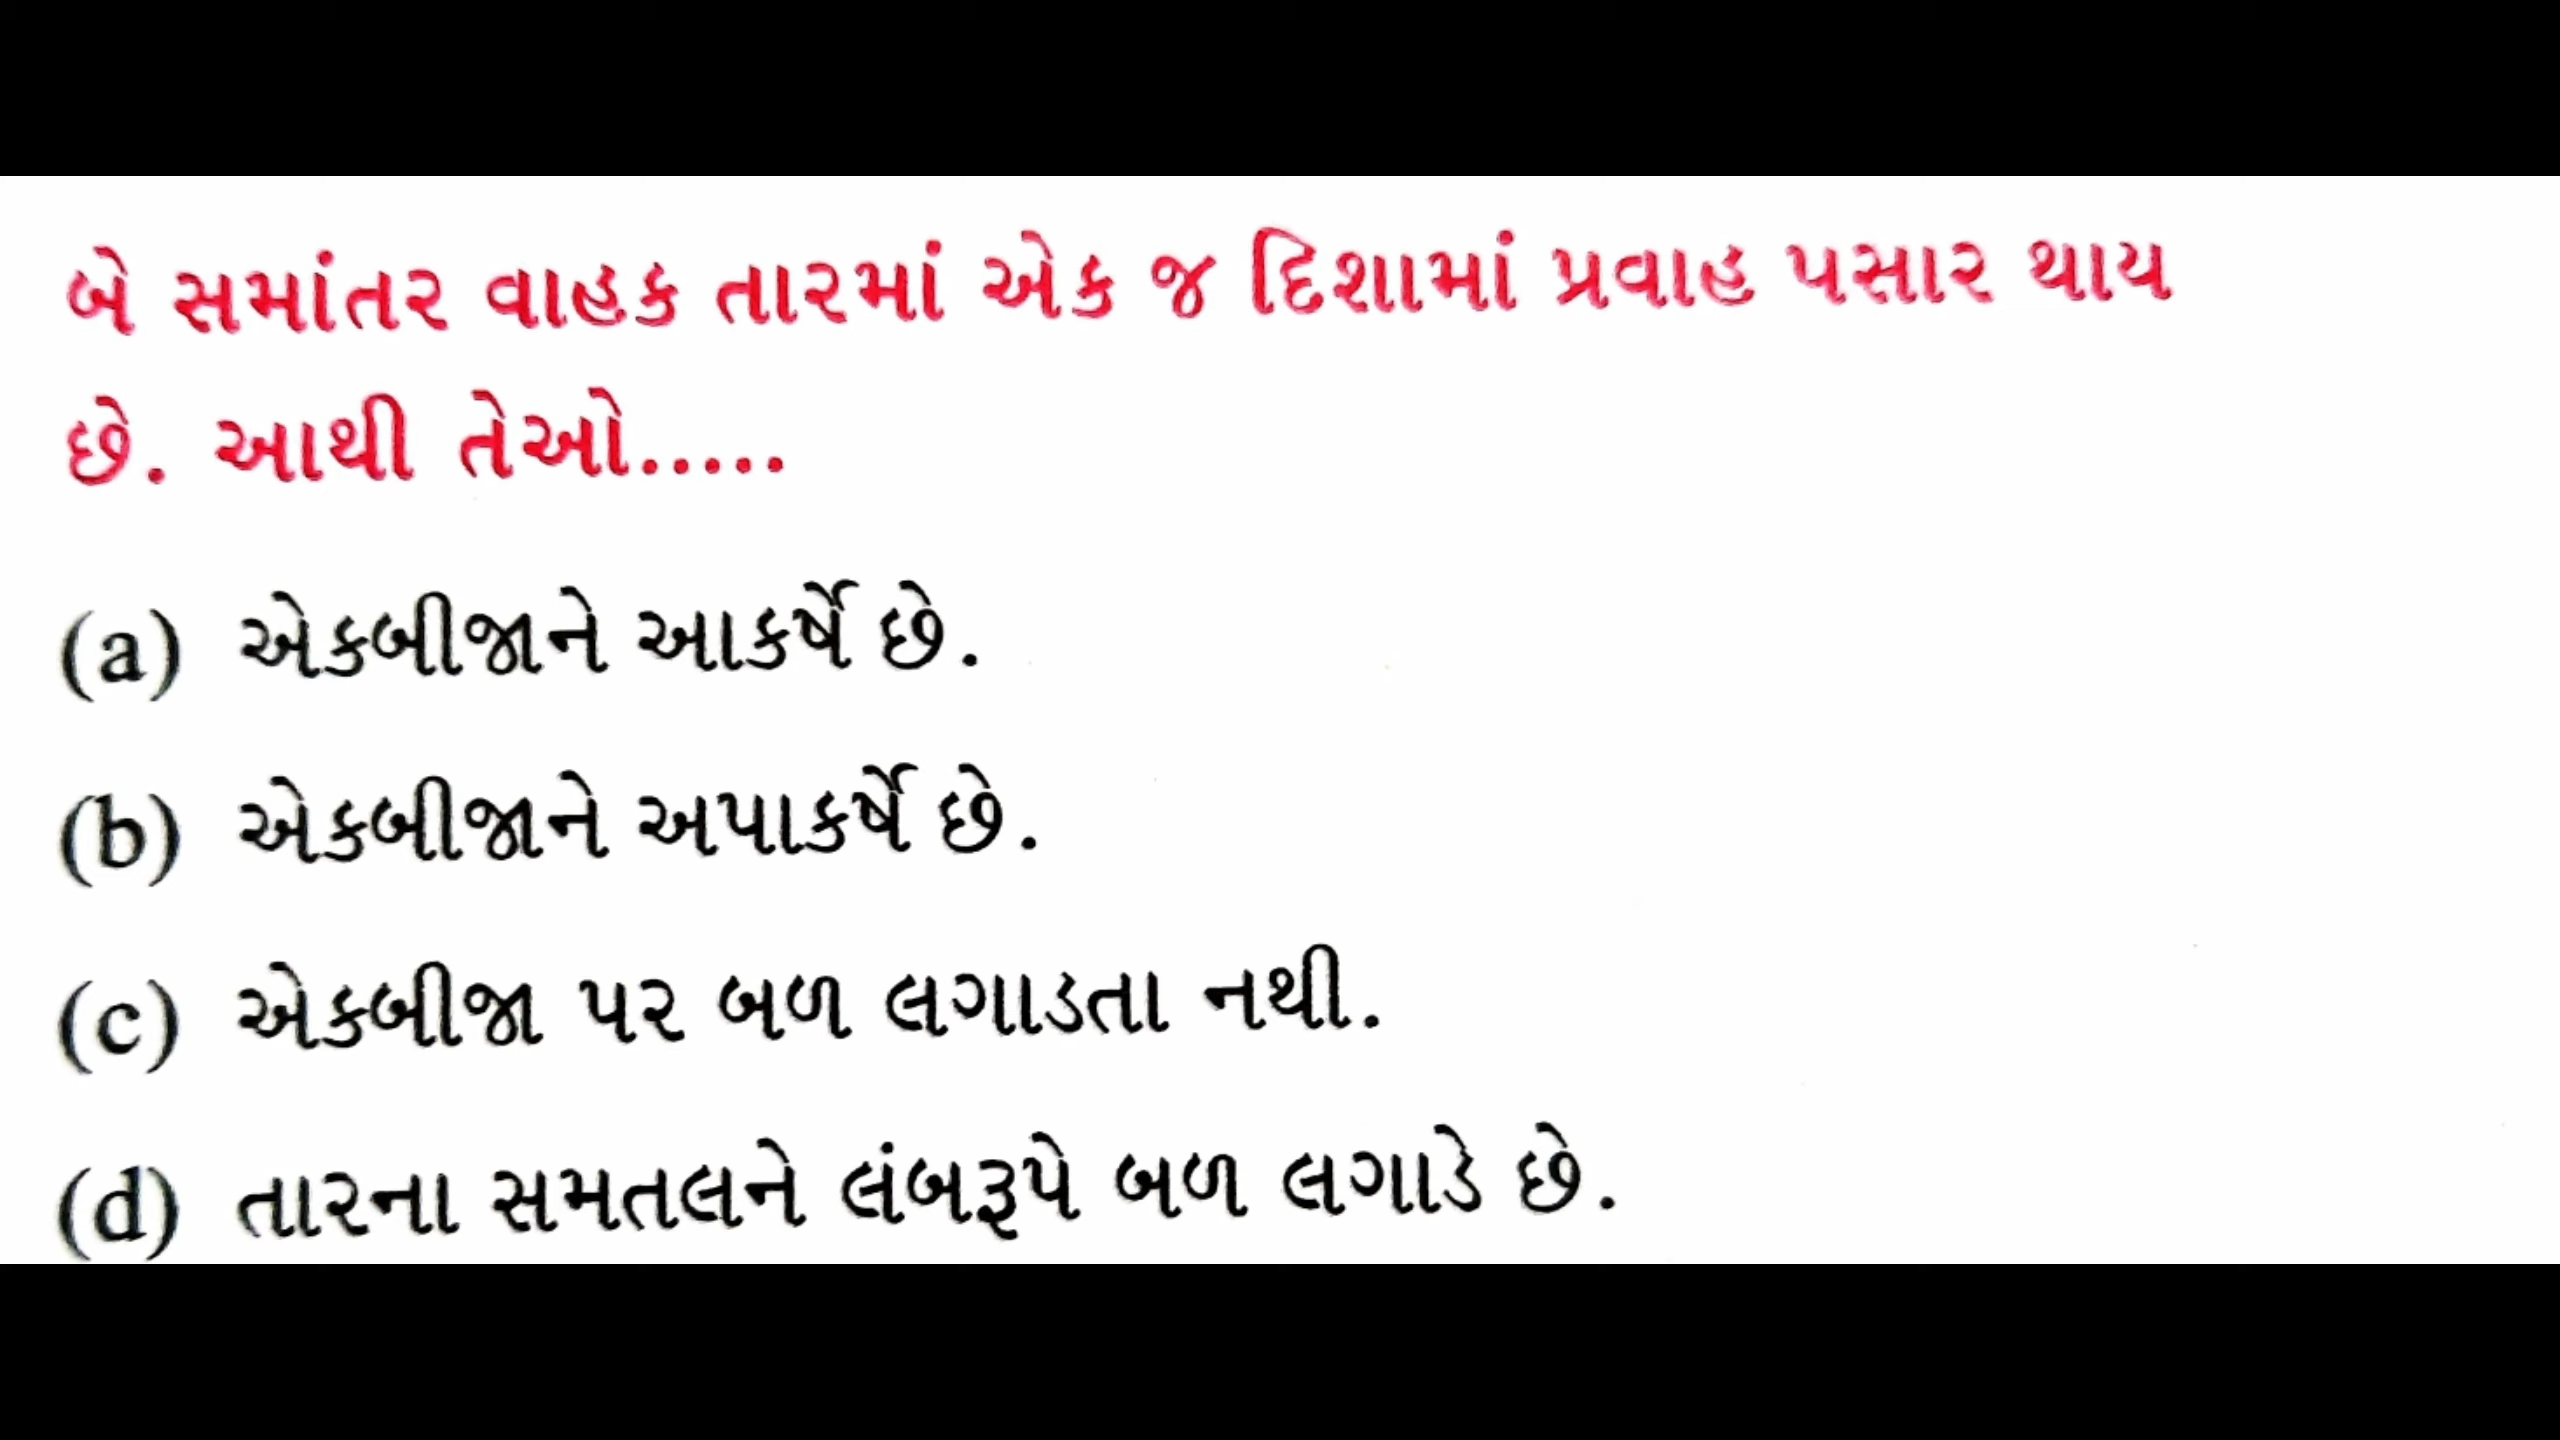 બે સમાંતર વાહક તારમાં એક જ દિશામાં પ્રવાહ પસાર થાય
છે. આથી તેઓ.....
(a) એકબીજાને આકર્ષે છે.
(b) એકબીજાને અપાકર્ષે છે.
(c) એકબીજા પર બળ લગાડતા નથી.
(d) તારના સમતલને લંબરૂપે બળ લગાડે છે.